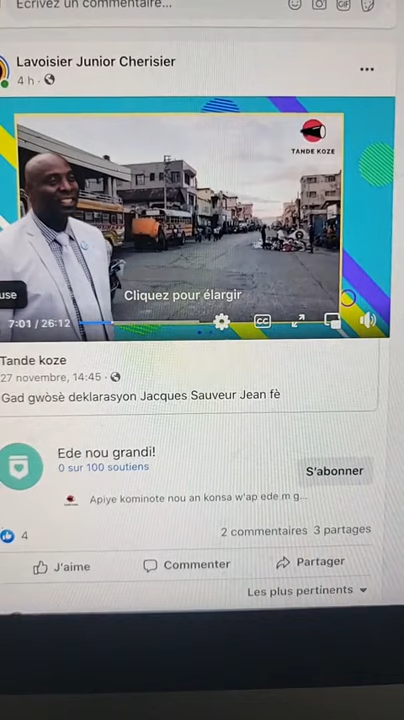 Ecrivez un commentaire...
Lavoisier Junior Cherisier
4 h ·
TANDE KOZE
use
Cliquez pour élargir
7:01 / 26:12
CC
Tande koze
27 novembre, 14:45 ·
Gad gwòsè deklarasyon Jacques Sauveur Jean fè
Ede nou grandi!
0 sur 100 soutiens
S'abonner
Apiye kominote nou an konsa w'ap ede m g...
4
2 commentaires 3 partages
J'aime
Commenter
Partager
Les plus pertinents